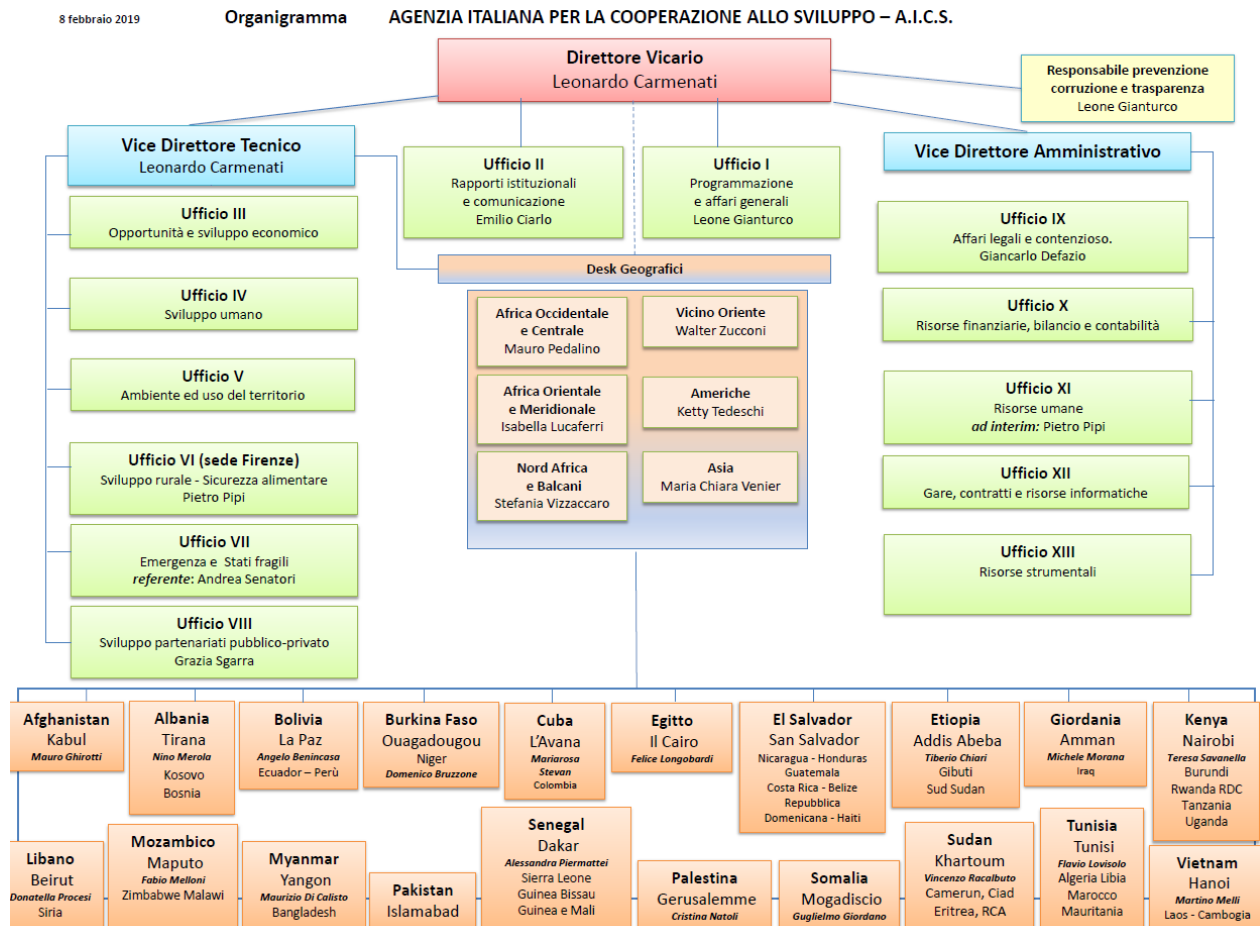 8 febbraio 2019
Organigramma
AGENZIA ITALIANA PER LA COOPERAZIONE ALLO SVILUPPO – A.I.C.S.
Direttore Vicario
Leonardo Carmenati
Responsabile prevenzione
corruzione e trasparenza
Leone Gianturco
Vice Direttore Tecnico
Leonardo Carmenati
Ufficio II
Rapporti istituzionali
e comunicazione
Emilio Ciarlo
Ufficio I
Programmazione
e affari generali
Leone Gianturco
Vice Direttore Amministrativo
Ufficio III
Opportunità e sviluppo economico
Ufficio IV
Sviluppo umano
Ufficio V
Ambiente ed uso del territorio
Ufficio VI (sede Firenze)
Sviluppo rurale - Sicurezza alimentare
Pietro Pipi
Ufficio VII
Emergenza e Stati fragili
referente: Andrea Senatori
Ufficio VIII
Sviluppo partenariati pubblico-privato
Grazia Sgarra
Desk Geografici
Africa Occidentale
e Centrale
Mauro Pedalino
Vicino Oriente
Walter Zucconi
Africa Orientale
e Meridionale
Isabella Lucaferri
Americhe
Ketty Tedeschi
Nord Africa
e Balcani
Stefania Vizzaccaro
Asia
Maria Chiara Venier
Ufficio IX
Affari legali e contenzioso.
Giancarlo Defazio
Ufficio X
Risorse finanziarie, bilancio e contabilità
Ufficio XI
Risorse umane
ad interim: Pietro Pipi
Ufficio XII
Gare, contratti e risorse informatiche
Ufficio XIII
Risorse strumentali
Afghanistan
Kabul
Mauro Ghirotti
Albania
Tirana
Nino Merola
Kosovo
Bosnia
Bolivia
La Paz
Angelo Benincasa
Ecuador – Perù
Burkina Faso
Ouagadougou
Niger
Domenico Bruzzone
Cuba
L'Avana
Mariarosa
Stevan
Colombia
Egitto
Il Cairo
Felice Longobardi
El Salvador
San Salvador
Nicaragua - Honduras
Guatemala
Costa Rica - Belize
Repubblica
Domenicana - Haiti
Etiopia
Addis Abeba
Tiberio Chiari
Gibuti
Sud Sudan
Giordania
Amman
Michele Morana
Iraq
Kenya
Nairobi
Teresa Savanella
Burundi
Rwanda RDC
Tanzania
Uganda
Libano
Beirut
Donatella Procesi
Siria
Mozambico
Maputo
Fabio Melloni
Zimbabwe Malawi
Myanmar
Yangon
Maurizio Di Calisto
Bangladesh
Pakistan
Islamabad
Senegal
Dakar
Alessandra Piermattei
Sierra Leone
Guinea Bissau
Guinea e Mali
Palestina
Gerusalemme
Cristina Natoli
Somalia
Mogadiscio
Guglielmo Giordano
Sudan
Khartoum
Vincenzo Racalbuto
Camerun, Ciad
Eritrea, RCA
Tunisia
Tunisi
Flavio Lovisolo
Algeria Libia
Marocco
Mauritania
Vietnam
Hanoi
Martino Melli
Laos - Cambogia